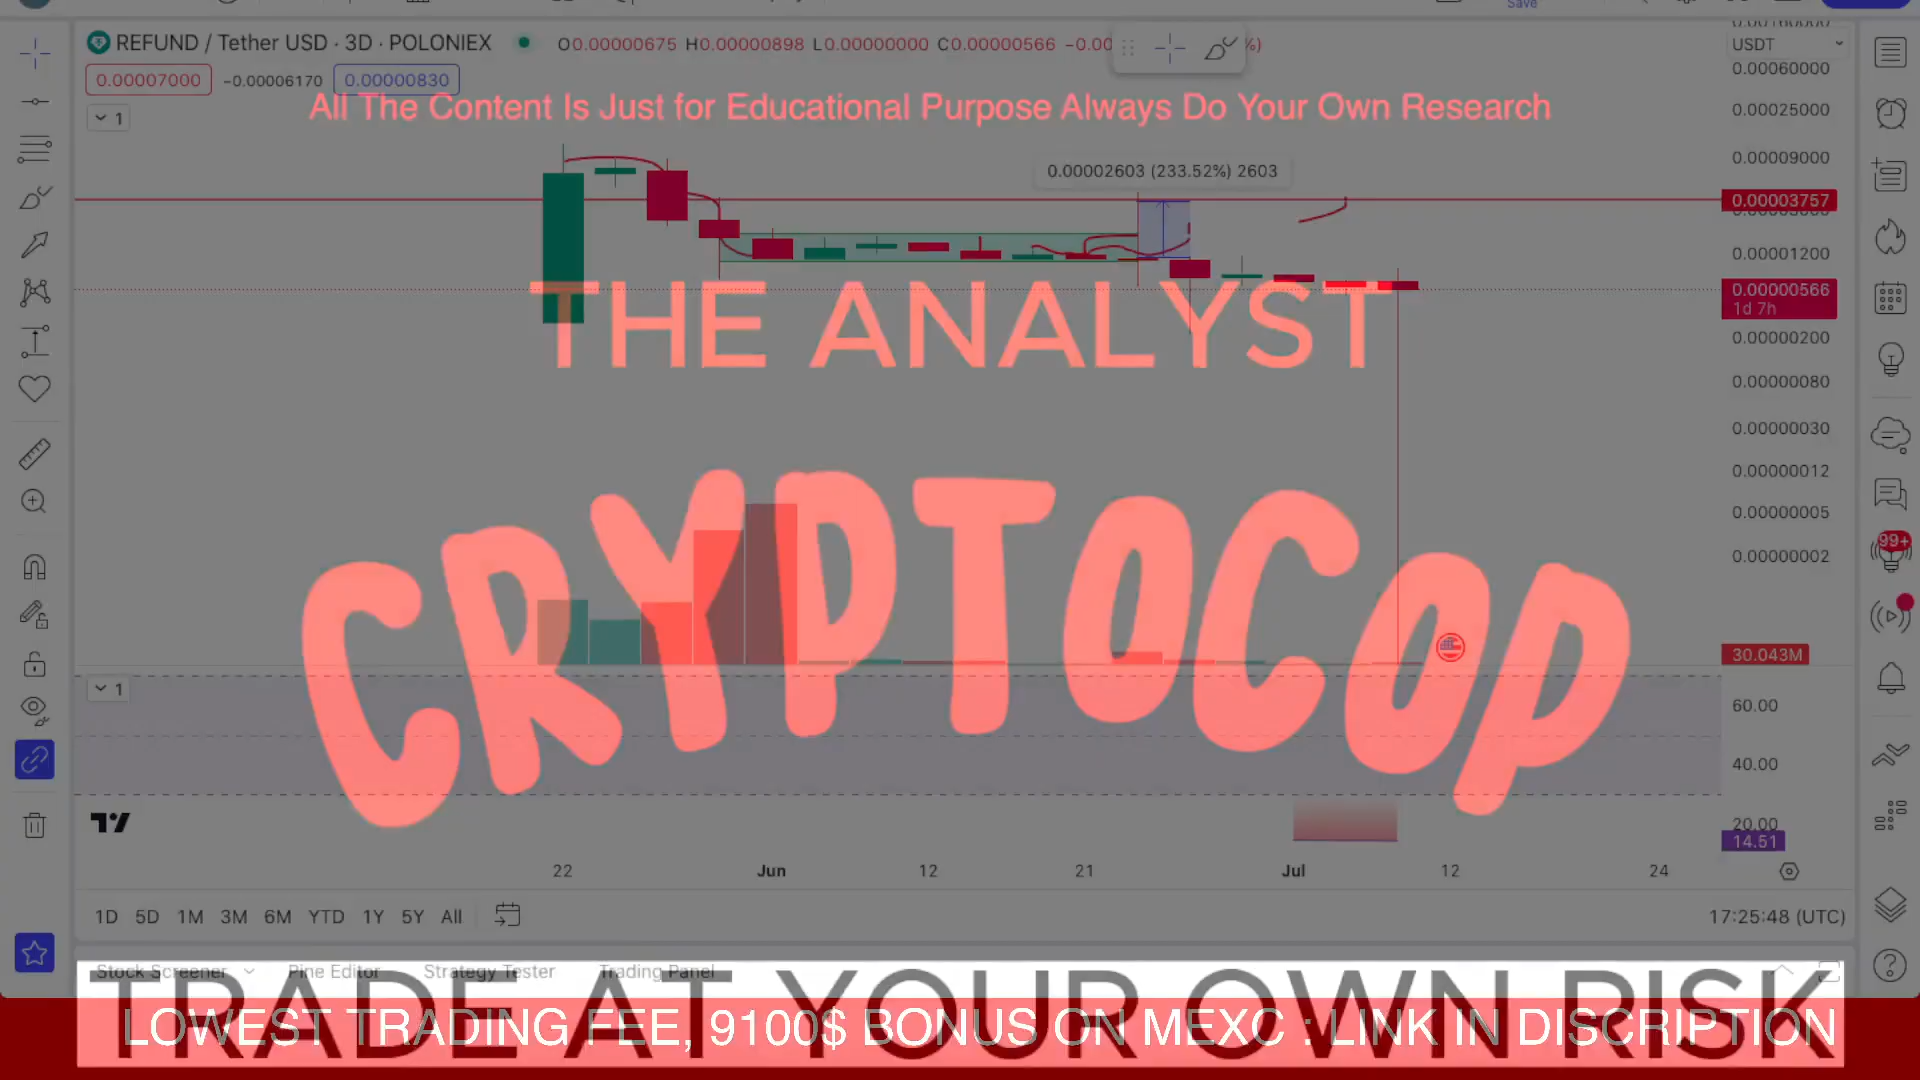 Save
REFUND / Tether USD · 3D · POLONIEX
O0.00000675 H0.00000898 L0.00000000 C0.00000566 -0.00 %)
USDT
0.00007000 -0.00006170 0.00000830
0.00060000
All The Content Is Just for Educational Purpose Always Do Your Own Research
1
0.00025000
0.00009000
0.00002603 (233.52%) 2603
0.00003757
0.00001200
0.00000566
1d 7h
THE ANALYST
0.00000200
0.00000080
0.00000030
0.00000012
0.00000005
0.00000002
99+
CRYPTOCOP
30.043M
1
60.00
40.00
20.00
14.51
22 Jun 12 21 Jul 12 24
1D 5D 1M 3M 6M YTD 1Y 5Y All
17:25:48 (UTC)
Stock Screener Pine Editor Strategy Tester Trading Panel
TRADE AT YOUR OWN RISK
LOWEST TRADING FEE, 9100$ BONUS ON MEXC : LINK IN DISCRIPTION